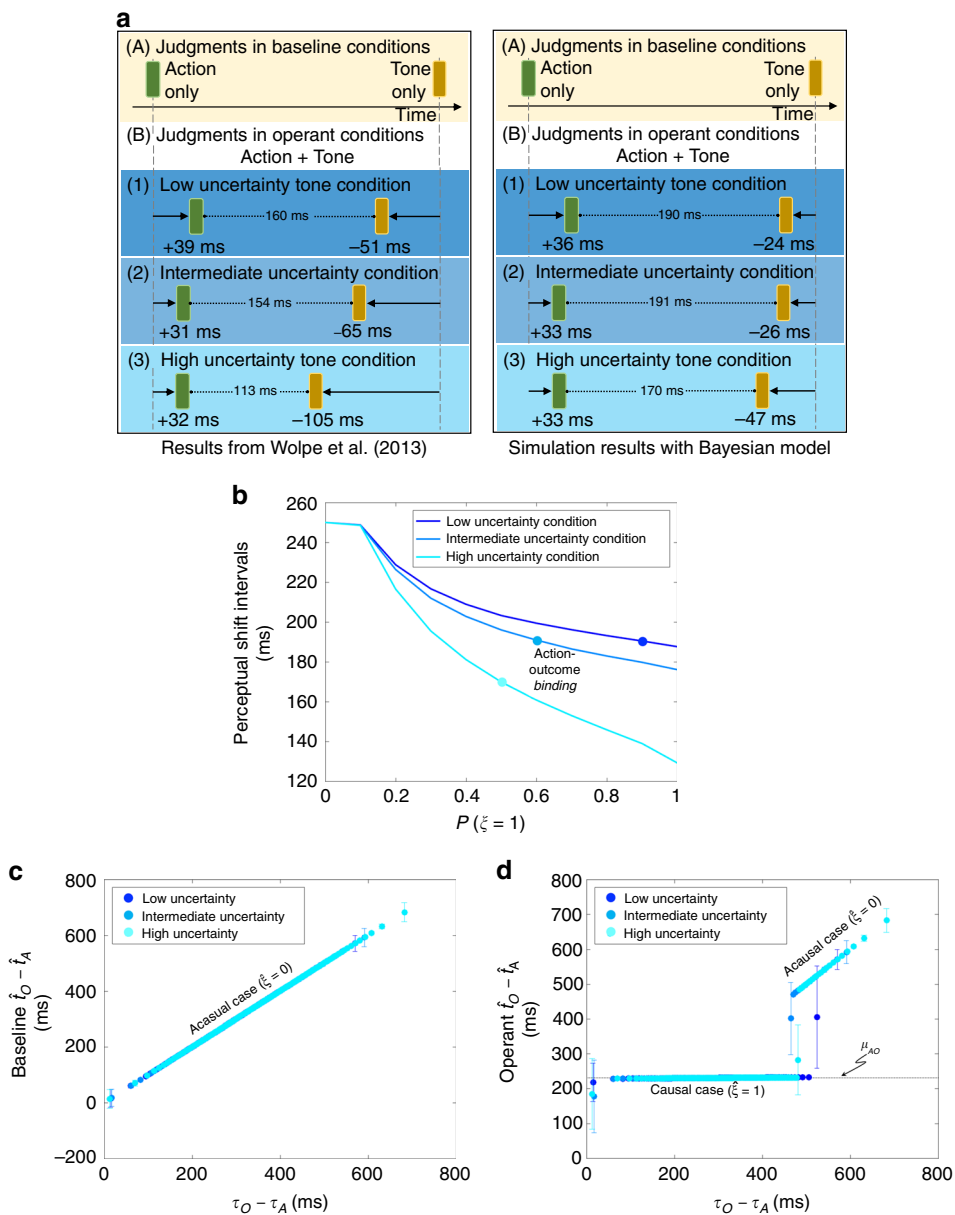 a
(A) Judgments in baseline conditions
Action only
Tone only
Time
(B) Judgments in operant conditions
Action + Tone
(1) Low uncertainty tone condition
160 ms
+39 ms
−51 ms
(2) Intermediate uncertainty condition
154 ms
+31 ms
-65 ms
(3) High uncertainty tone condition
113 ms
+32 ms
−105 ms
Results from Wolpe et al. (2013)
(A) Judgments in baseline conditions
Action only
Tone only
Time
(B) Judgments in operant conditions
Action + Tone
(1) Low uncertainty tone condition
190 ms
+36 ms
−24 ms
(2) Intermediate uncertainty condition
191 ms
+33 ms
−26 ms
(3) High uncertainty tone condition
170 ms
+33 ms
−47 ms
Simulation results with Bayesian model
b
Perceptual shift intervals
(ms)
260
240
220
200
180
160
140
120
Low uncertainty condition
Intermediate uncertainty condition
High uncertainty condition
Action-
outcome
binding
0 0.2 0.4 0.6 0.8 1
P (ξ = 1)
c
Baseline t̂O − t̂A
(ms)
800
600
400
200
0
−200
Low uncertainty
Intermediate uncertainty
High uncertainty
Acasual case (ξ̂ = 0)
0 200 400 600 800
τO − τA (ms)
d
Operant t̂O − t̂A
(ms)
800
700
600
500
400
300
200
100
0
Low uncertainty
Intermediate uncertainty
High uncertainty
Acausal case (ξ̂ = 0)
μAO
Causal case (ξ̂ = 1)
0 200 400 600 800
τO − τA (ms)